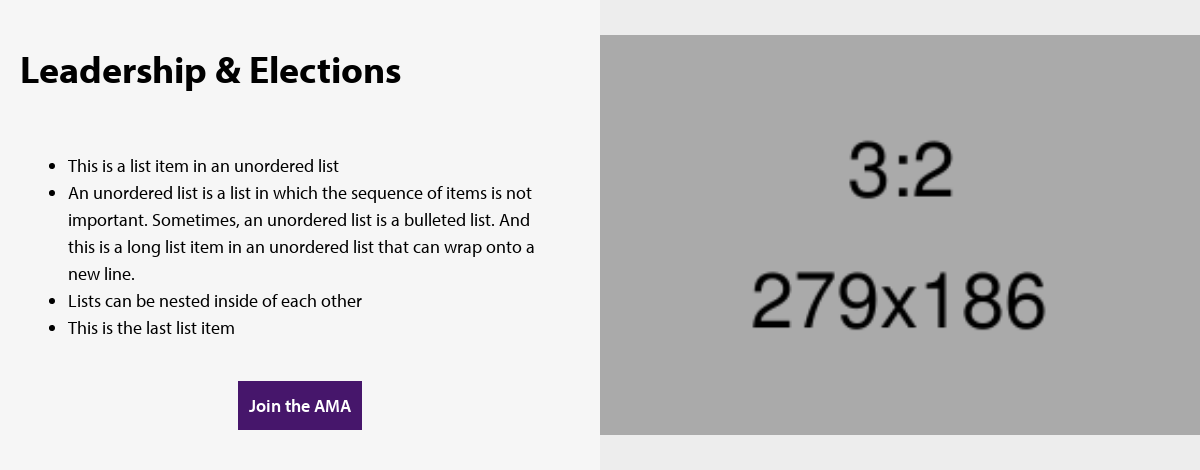 Leadership & Elections
This is a list item in an unordered list
An unordered list is a list in which the sequence of items is not
important. Sometimes, an unordered list is a bulleted list. And
this is a long list item in an unordered list that can wrap onto a
new line.
Lists can be nested inside of each other
This is the last list item
Join the AMA
3:2
279x186